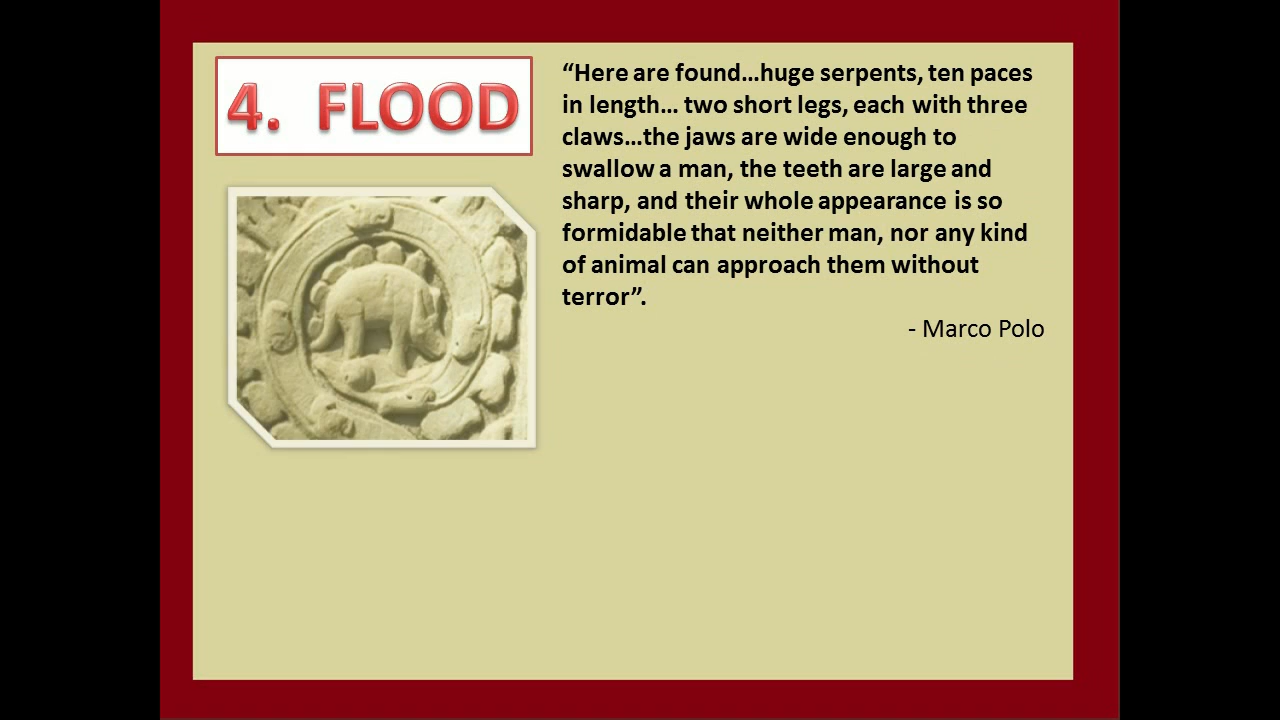 4. FLOOD
“Here are found…huge serpents, ten paces
in length… two short legs, each with three
claws…the jaws are wide enough to
swallow a man, the teeth are large and
sharp, and their whole appearance is so
formidable that neither man, nor any kind
of animal can approach them without
terror”.
- Marco Polo